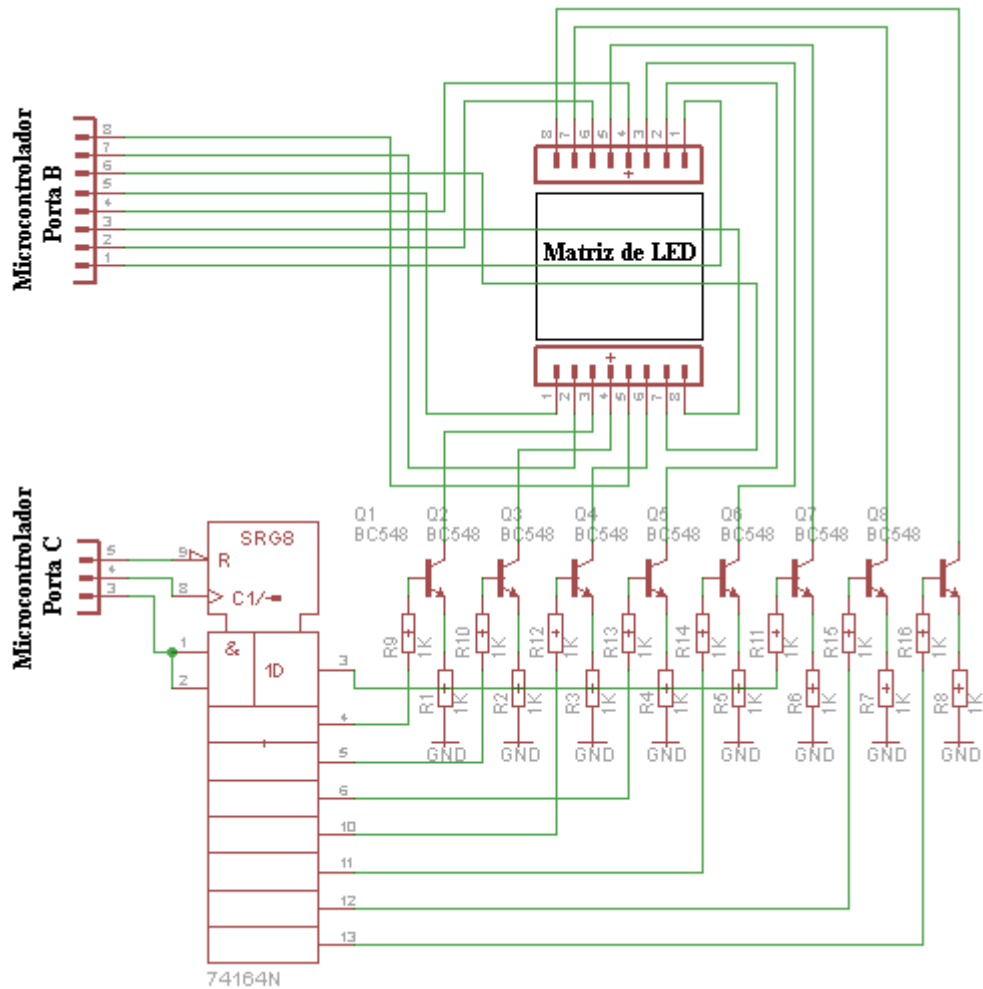 8 7 6 5 4 3 2 1
Microcontrolador
Porta B
8
7
6
5
4
3
2
1
Matriz de LED
1 2 3 4 5 6 7 8
Microcontrolador
Porta C
5
4
3
SRG8
9 R
8 C1/
Q1 Q2 Q3 Q4 Q5 Q6 Q7 Q8
BC548 BC548 BC548 BC548 BC548 BC548 BC548 BC548
R9 1K R10 1K R12 1K R13 1K R14 1K R11 1K R15 1K R16 1K
1 & 1D 3
2
R1 1K R2 1K R3 1K R4 1K R5 1K R6 1K R7 1K R8 1K
4
GND GND GND GND GND GND GND GND
5
6
10
11
12
13
74164N